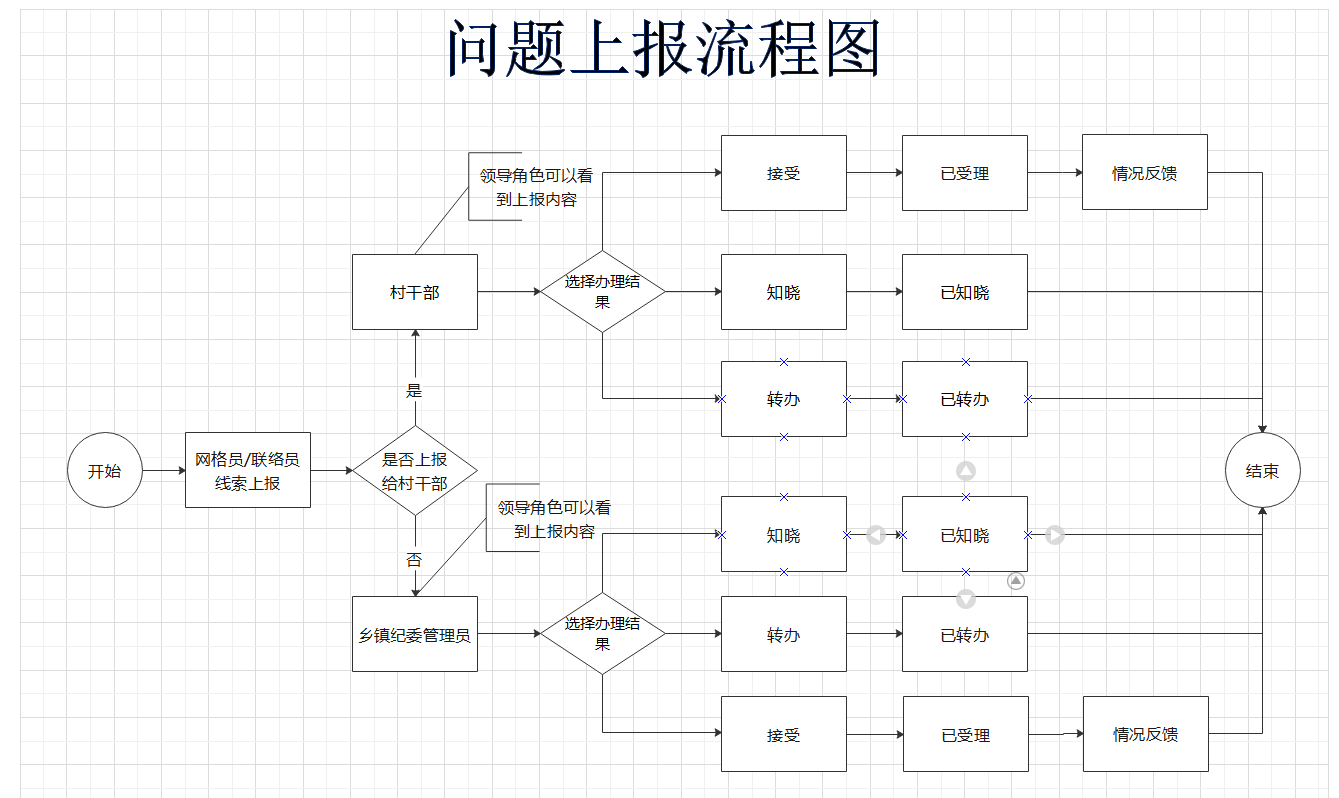 问题上报流程图
领导角色可以看
到上报内容
接受
已受理
情况反馈
村干部
选择办理结
果
知晓
已知晓
转办
已转办
是
开始
网格员/联络员
线索上报
是否上报
给村干部
结束
领导角色可以看
到上报内容
否
知晓
已知晓
乡镇纪委管理员
选择办理结
果
转办
已转办
接受
已受理
情况反馈